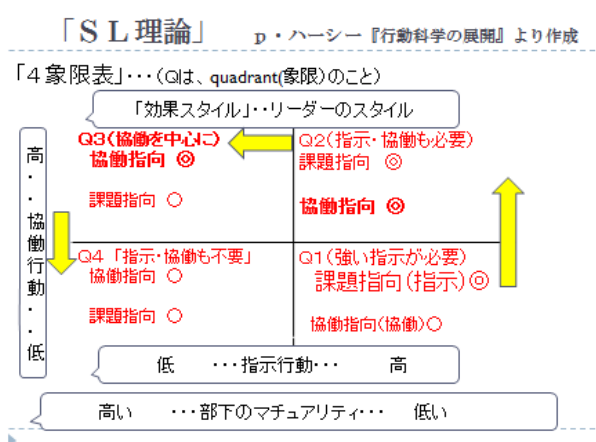 「ＳＬ理論」　ｐ・ハーシー『行動科学の展開』より作成
「4象限表」･･･（Qは、quadrant(象限)のこと）
「効果スタイル」･･リーダーのスタイル
高・・協働行動・・低
Q3(協働を中心に)
協働指向 ◎
課題指向 ○
Q2(指示･協働も必要)
課題指向 ◎
協働指向 ◎
Q4「指示･協働も不要」
協働指向 ○
課題指向 ○
Q1(強い指示が必要)
課題指向(指示)◎
協働指向(協働)○
低 ･･･指示行動･･･ 高
高い ･･･部下のマチュアリティ･･･ 低い